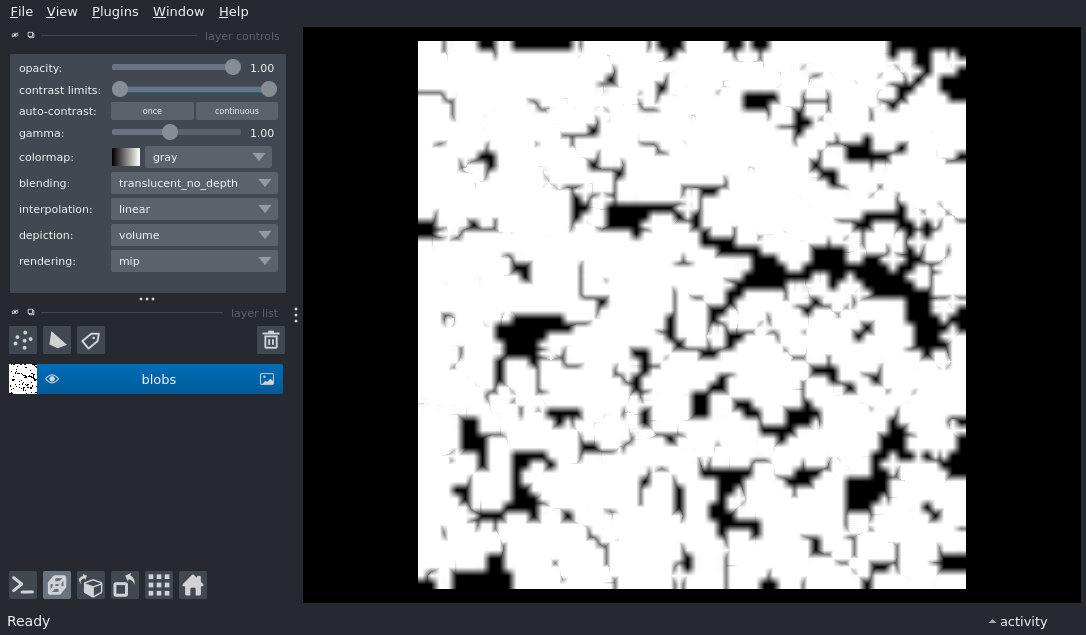 File View Plugins Window Help
layer controls
opacity: 1.00
contrast limits:
auto-contrast: once continuous
gamma: 1.00
colormap: gray
blending: translucent_no_depth
interpolation: linear
depiction: volume
rendering: mip
layer list
blobs
Ready activity